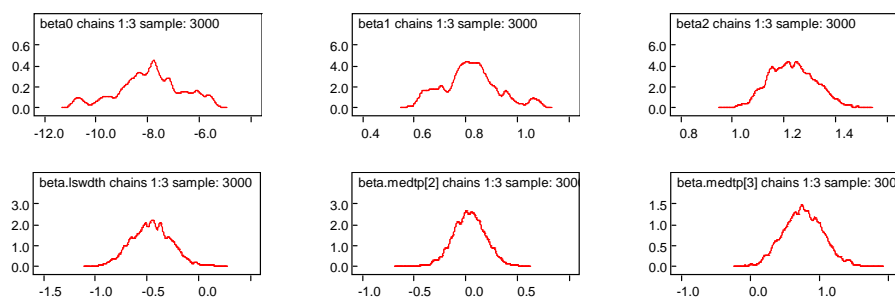 beta0 chains 1:3 sample: 3000
0.6
0.4
0.2
0.0
-12.0 -10.0 -8.0 -6.0
beta1 chains 1:3 sample: 3000
6.0
4.0
2.0
0.0
0.4 0.6 0.8 1.0
beta2 chains 1:3 sample: 3000
6.0
4.0
2.0
0.0
0.8 1.0 1.2 1.4
beta.lswdth chains 1:3 sample: 3000
3.0
2.0
1.0
0.0
-1.5 -1.0 -0.5 0.0
beta.medtp[2] chains 1:3 sample: 3000
3.0
2.0
1.0
0.0
-1.0 -0.5 0.0 0.5
beta.medtp[3] chains 1:3 sample: 300
1.5
1.0
0.5
0.0
-1.0 0.0 1.0